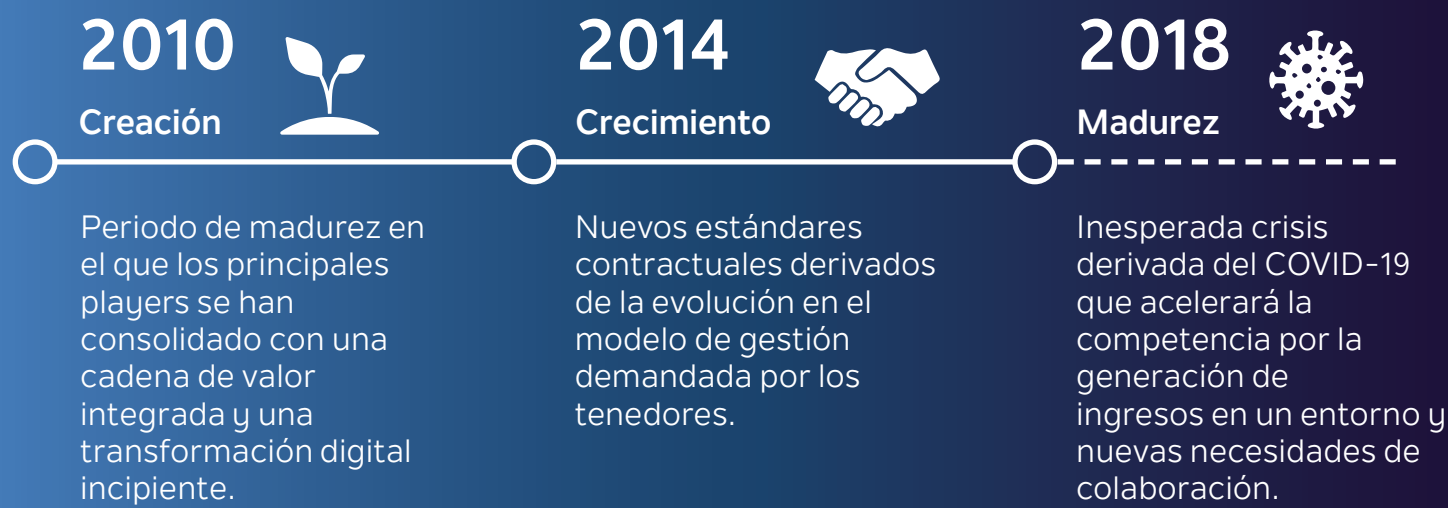 2010
Creación
Periodo de madurez en
el que los principales
players se han
consolidado con una
cadena de valor
integrada y una
transformación digital
incipiente.
2014
Crecimiento
Nuevos estándares
contractuales derivados
de la evolución en el
modelo de gestión
demandada por los
tenedores.
2018
Madurez
Inesperada crisis
derivada del COVID-19
que acelerará la
competencia por la
generación de
ingresos en un entorno y
nuevas necesidades de
colaboración.